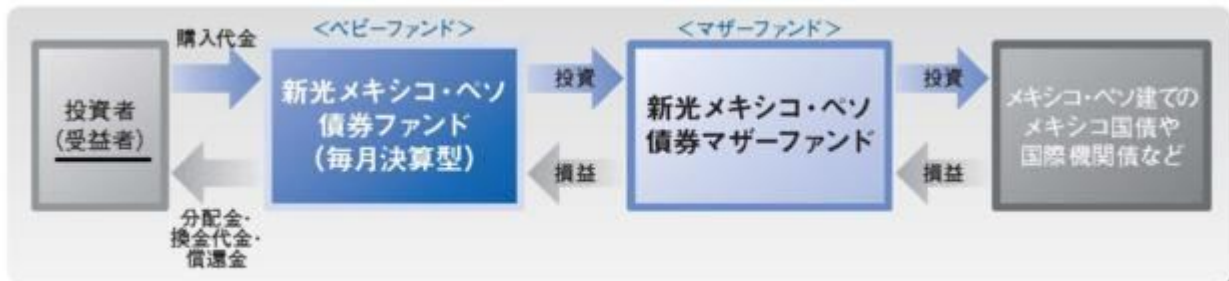 購入代金
<ベビーファンド>
<マザーファンド>
投資者
(受益者)
新光メキシコ・ペソ
債券ファンド
(毎月決算型)
投資
損益
新光メキシコ・ペソ
債券マザーファンド
投資
損益
メキシコ・ペソ建ての
メキシコ国債や
国際機関債など
分配金・
換金代金・
償還金